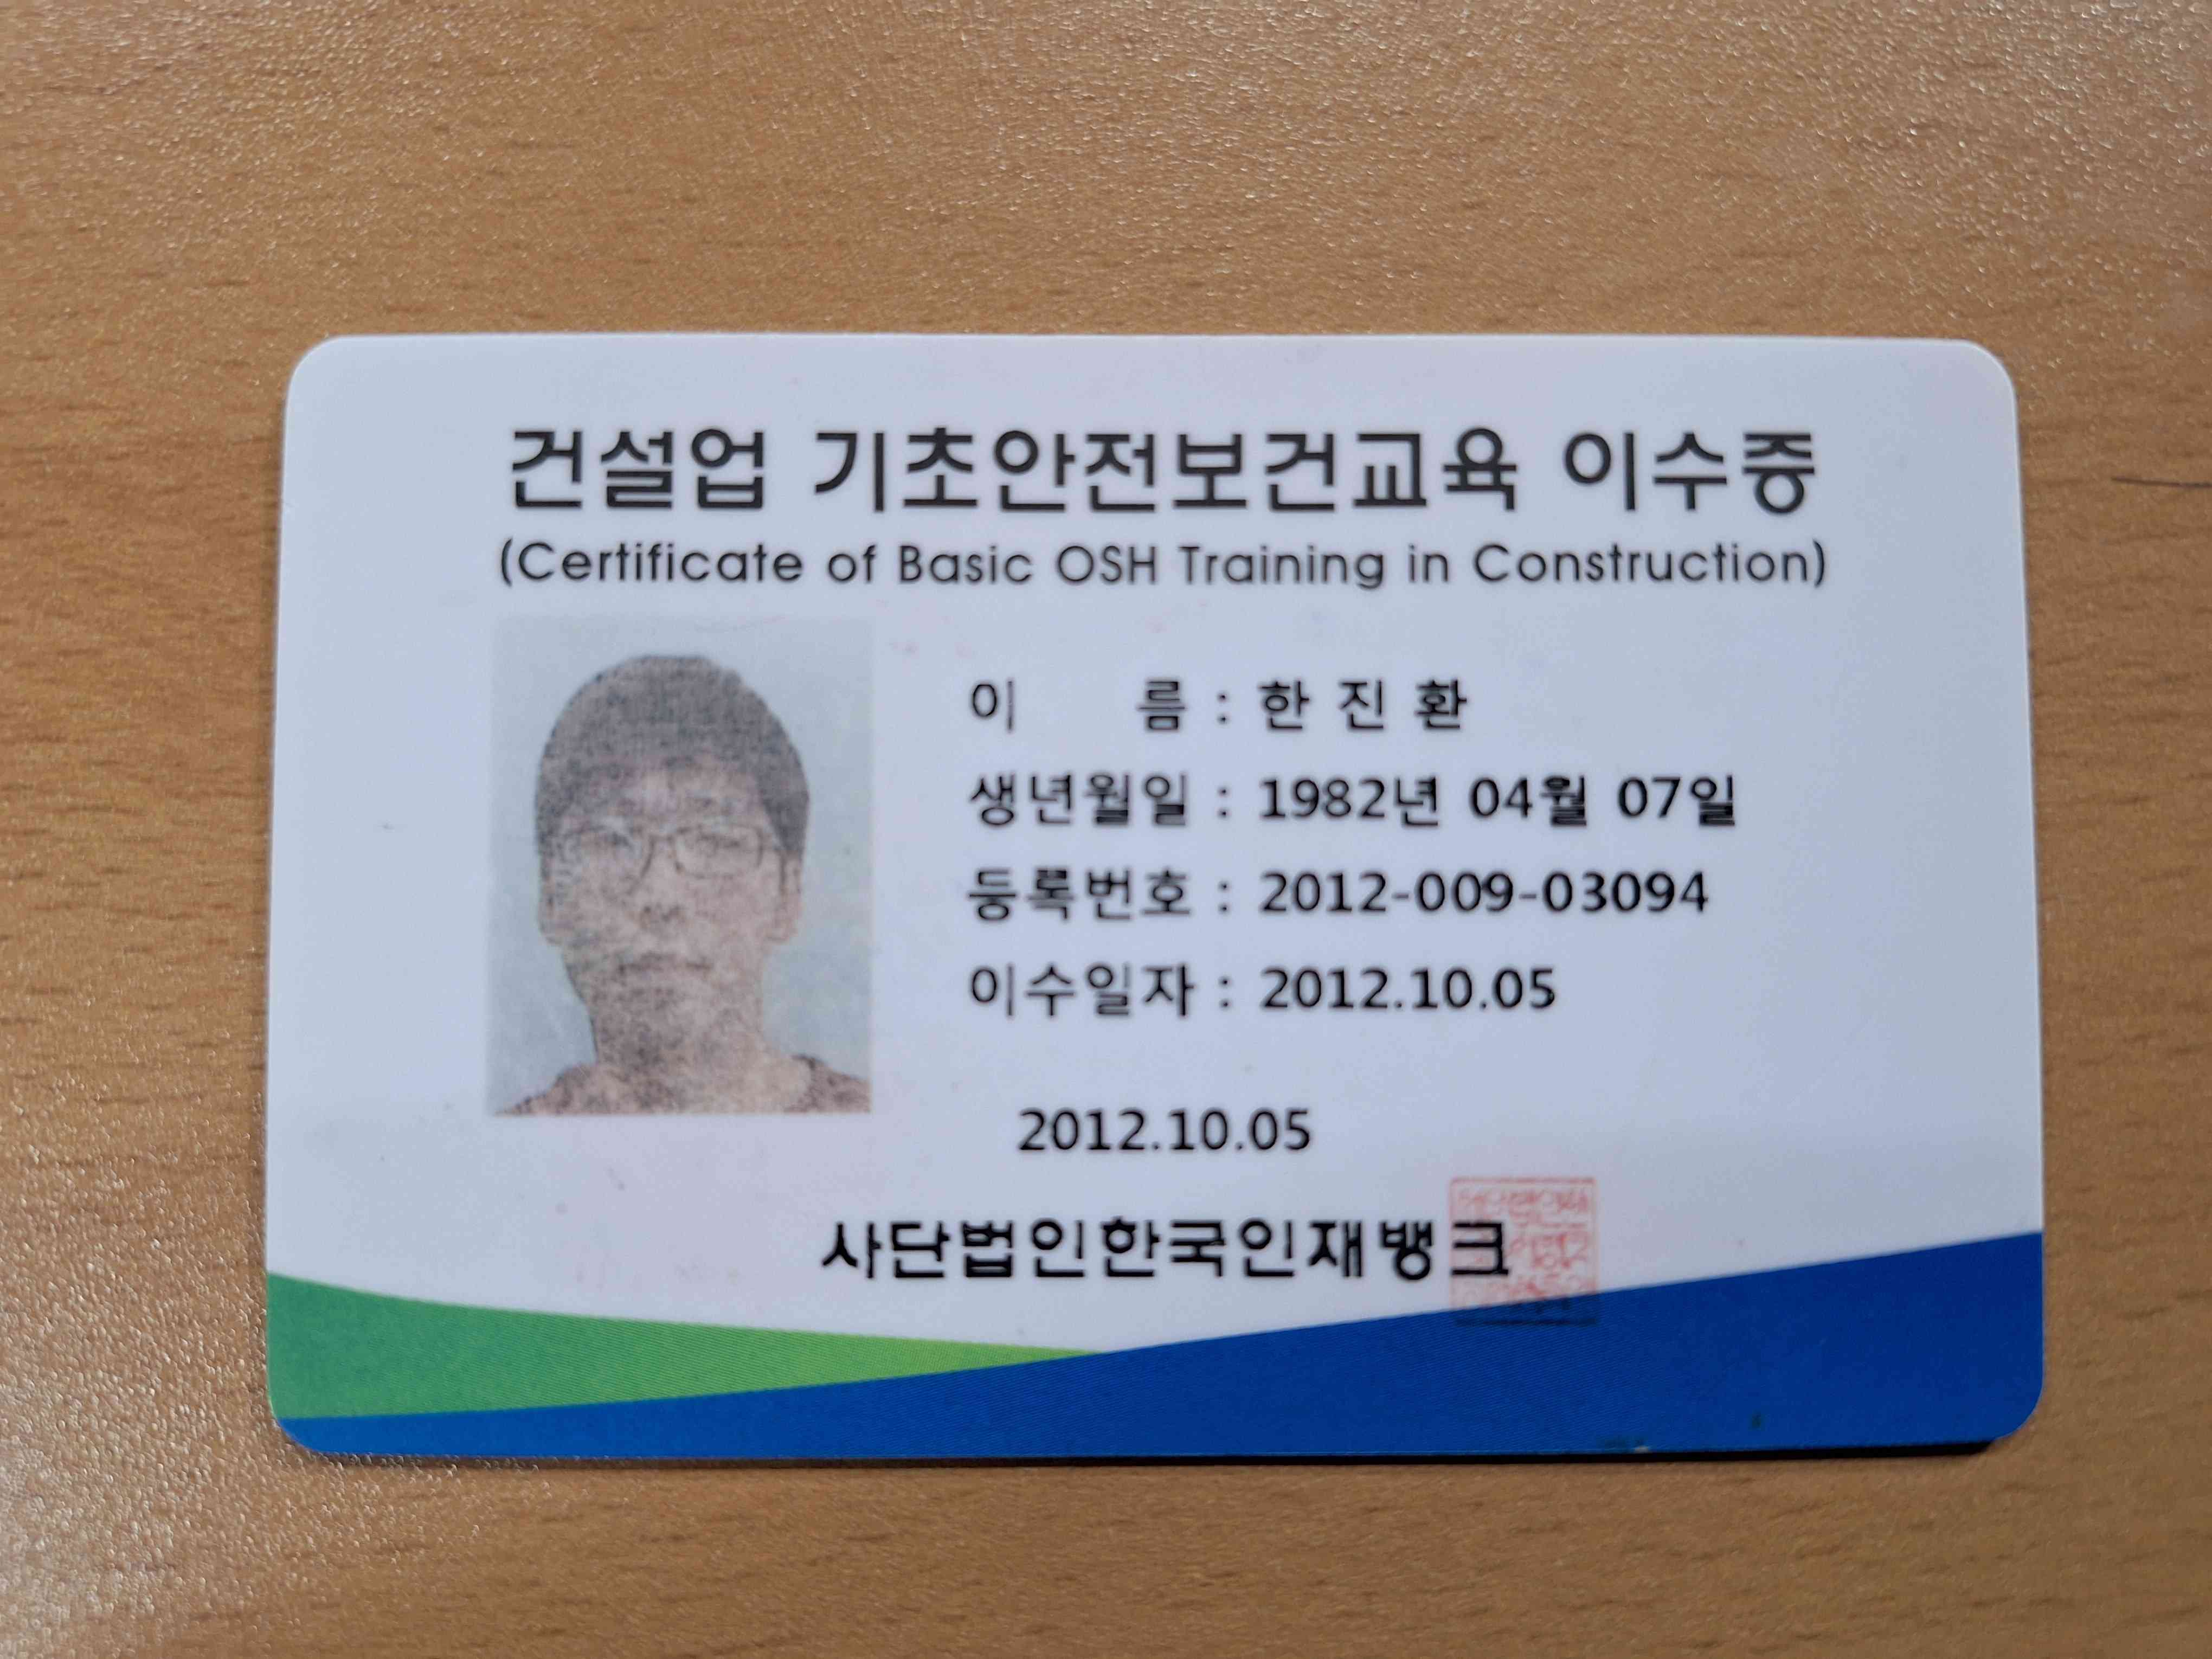 건설업 기초안전보건교육 이수증
(Certificate of Basic OSH Training in Construction)
이 름 : 한 진 환
생년월일 : 1982년 04월 07일
등록번호 : 2012-009-03094
이수일자 : 2012.10.05
2012.10.05
사단법인한국인재뱅크